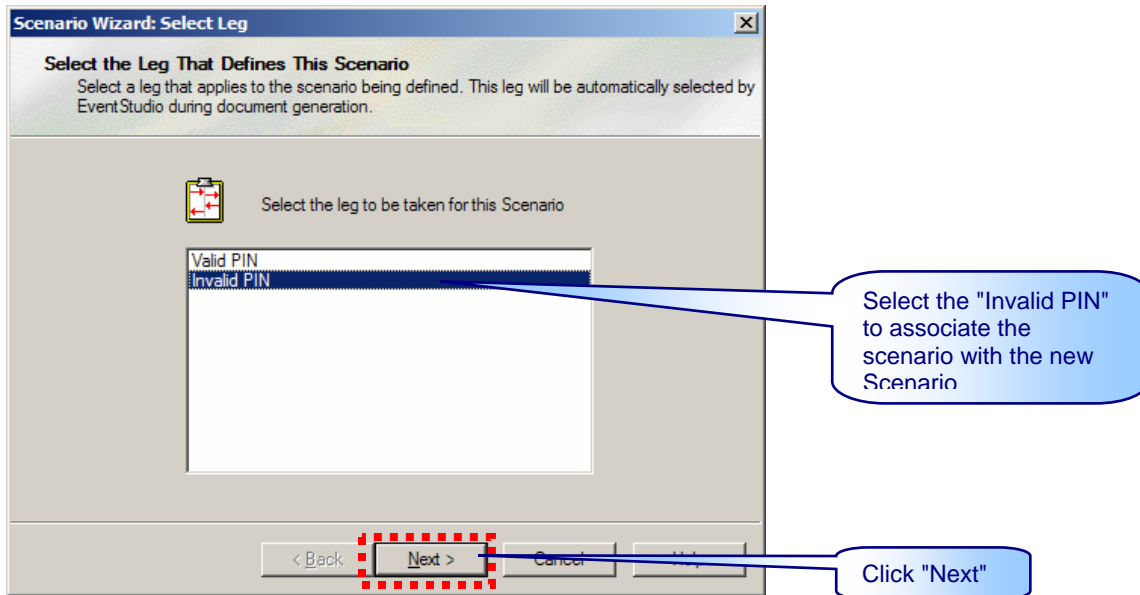 Scenario Wizard: Select Leg
Select the Leg That Defines This Scenario
Select a leg that applies to the scenario being defined. This leg will be automatically selected by
EventStudio during document generation.
Select the leg to be taken for this Scenario
Valid PIN
Invalid PIN
Select the "Invalid PIN"
to associate the
scenario with the new
Scenario
< Back
Next >
Cancel
Click "Next"